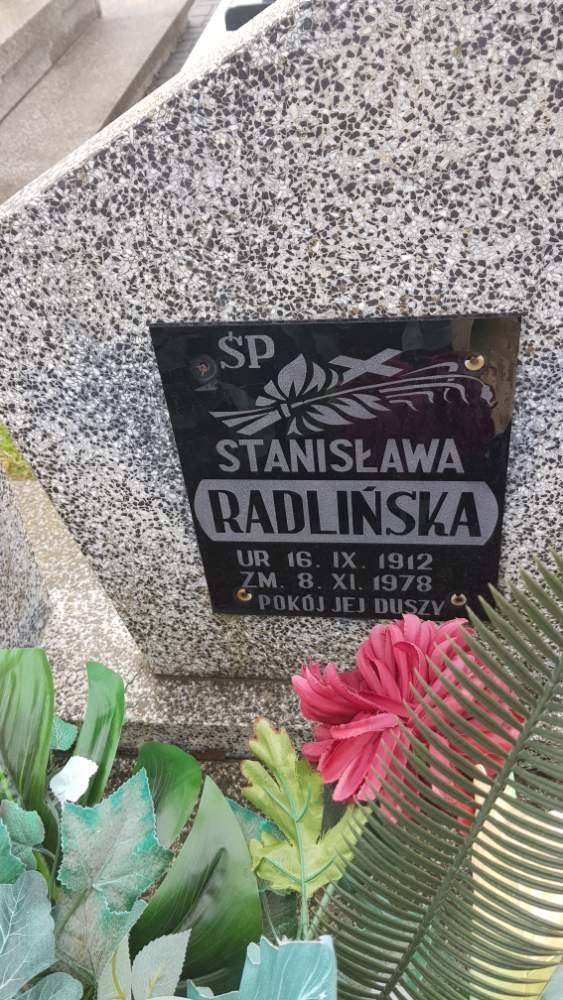 ŚP
STANISŁAWA
RADLIŃSKA
UR 16. IX. 1912
ZM. 8. XI. 1978
POKÓJ JEJ DUSZY